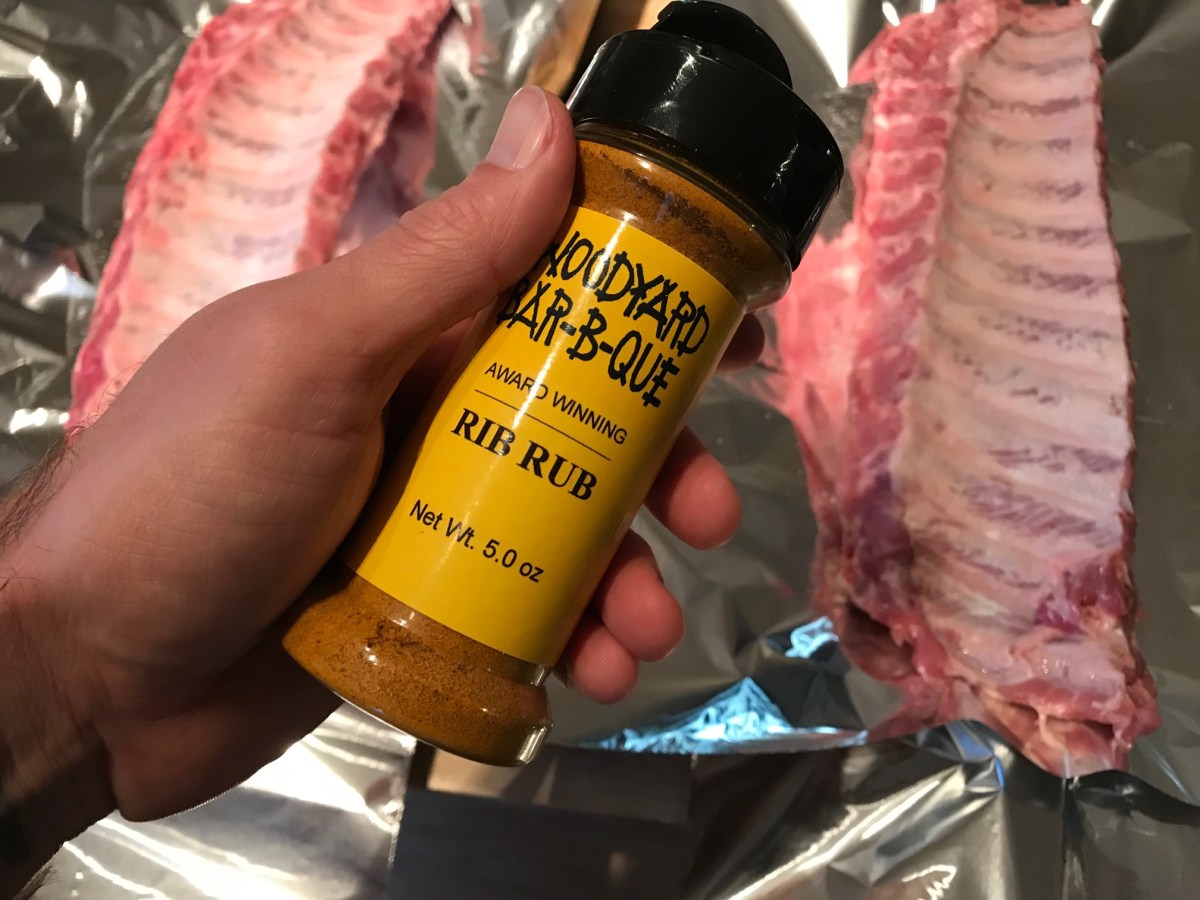 WOODYARD
BAR-B-QUE
AWARD WINNING
RIB RUB
Net Wt. 5.0 oz